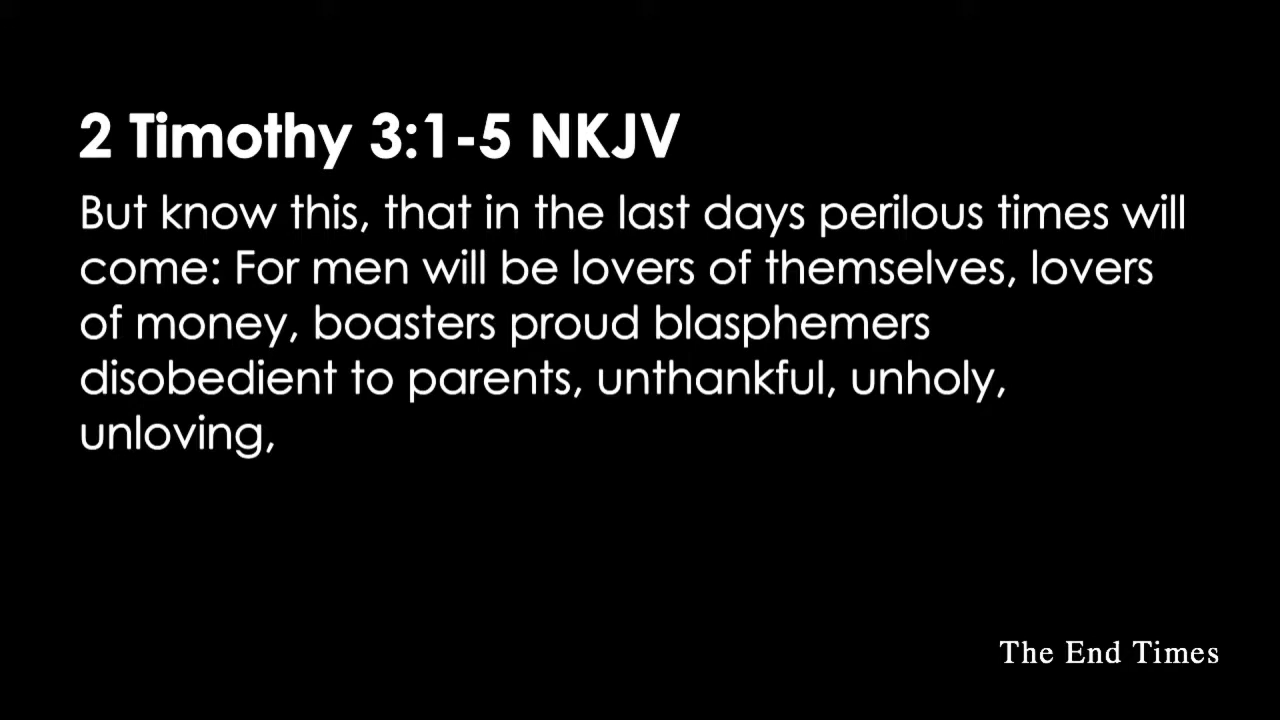 2 Timothy 3:1-5 NKJV
But know this, that in the last days perilous times will
come: For men will be lovers of themselves, lovers
of money, boasters proud blasphemers
disobedient to parents, unthankful, unholy,
unloving,
The End Times